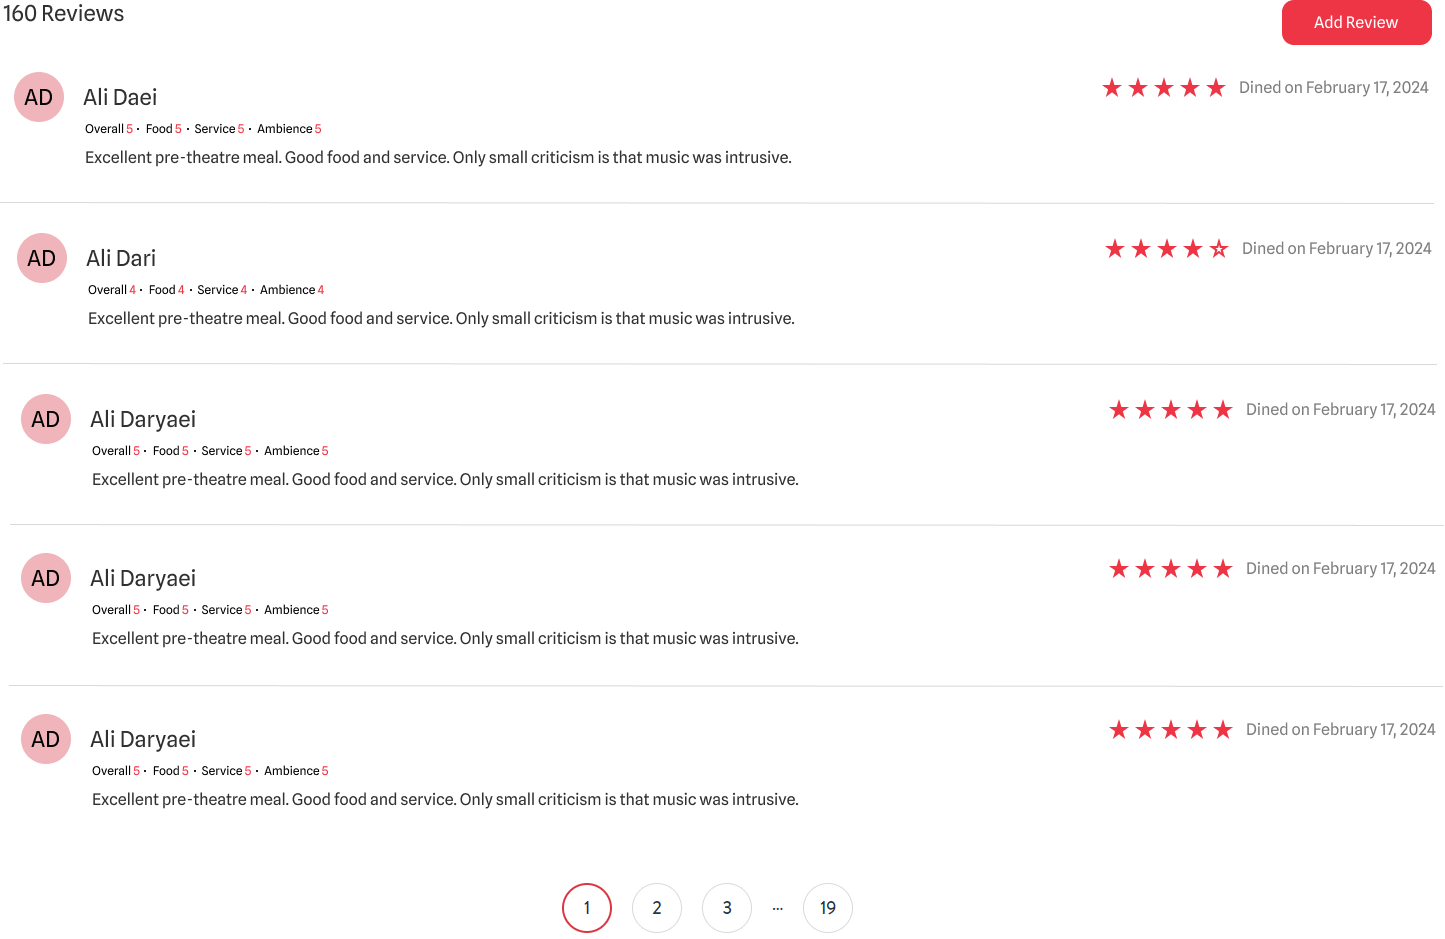 160 Reviews
Add Review
AD
Ali Daei
★★★★★ Dined on February 17, 2024
Overall 5 · Food 5 · Service 5 · Ambience 5
Excellent pre-theatre meal. Good food and service. Only small criticism is that music was intrusive.
AD
Ali Dari
★★★★☆ Dined on February 17, 2024
Overall 4 · Food 4 · Service 4 · Ambience 4
Excellent pre-theatre meal. Good food and service. Only small criticism is that music was intrusive.
AD
Ali Daryaei
★★★★★ Dined on February 17, 2024
Overall 5 · Food 5 · Service 5 · Ambience 5
Excellent pre-theatre meal. Good food and service. Only small criticism is that music was intrusive.
AD
Ali Daryaei
★★★★★ Dined on February 17, 2024
Overall 5 · Food 5 · Service 5 · Ambience 5
Excellent pre-theatre meal. Good food and service. Only small criticism is that music was intrusive.
AD
Ali Daryaei
★★★★★ Dined on February 17, 2024
Overall 5 · Food 5 · Service 5 · Ambience 5
Excellent pre-theatre meal. Good food and service. Only small criticism is that music was intrusive.
1 2 3 ... 19